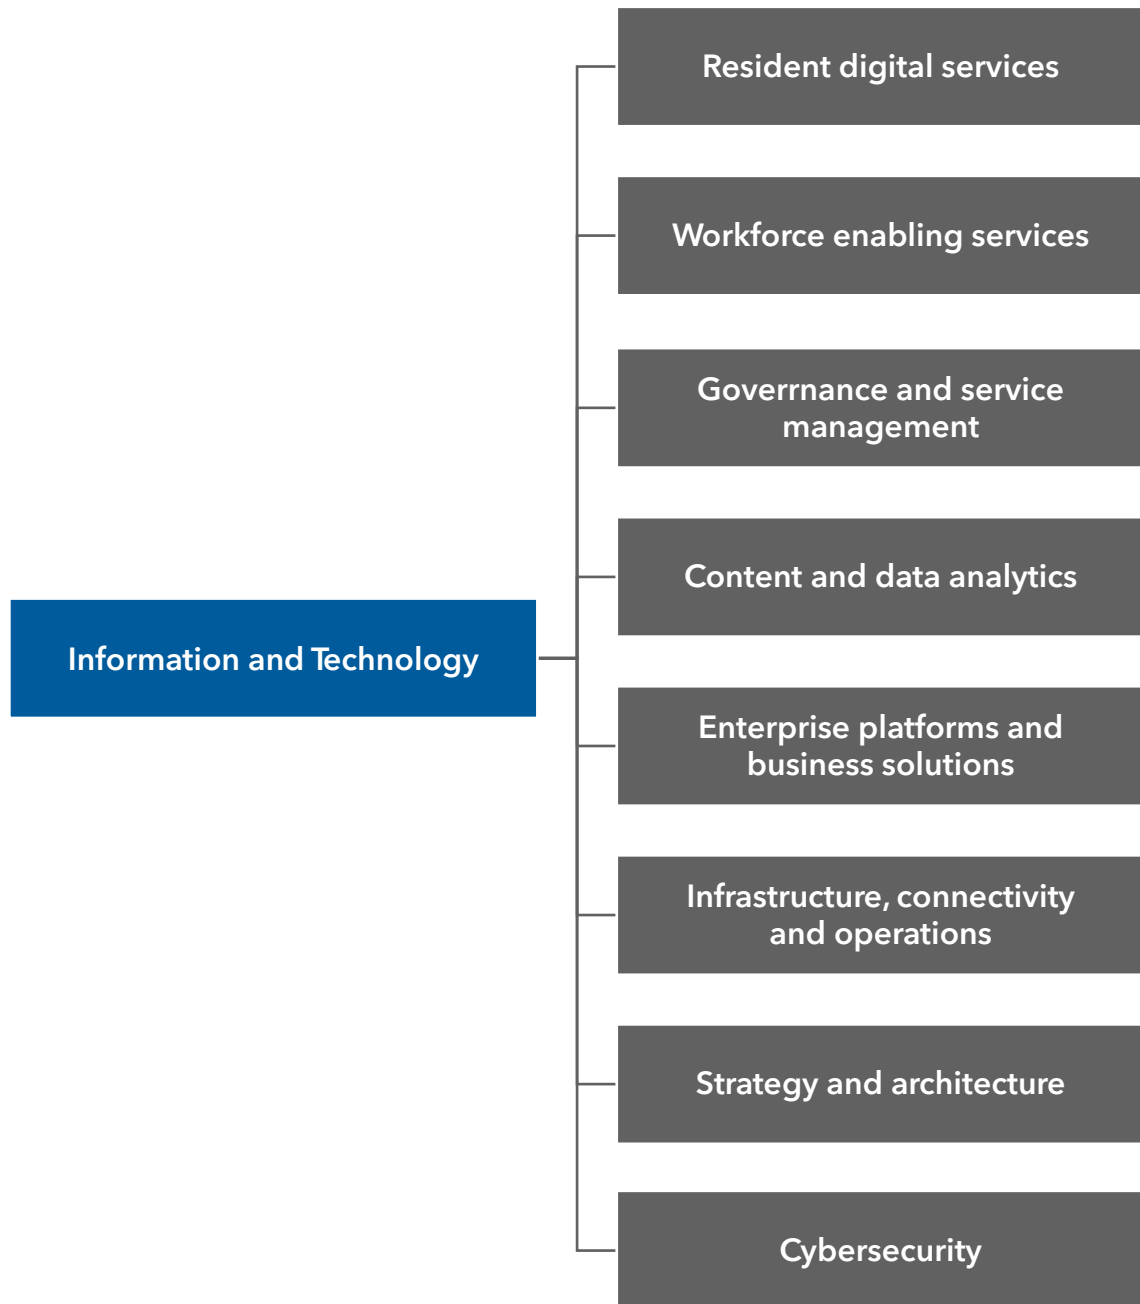 Resident digital services
Workforce enabling services
Goverrnance and service
management
Content and data analytics
Information and Technology
Enterprise platforms and
business solutions
Infrastructure, connectivity
and operations
Strategy and architecture
Cybersecurity